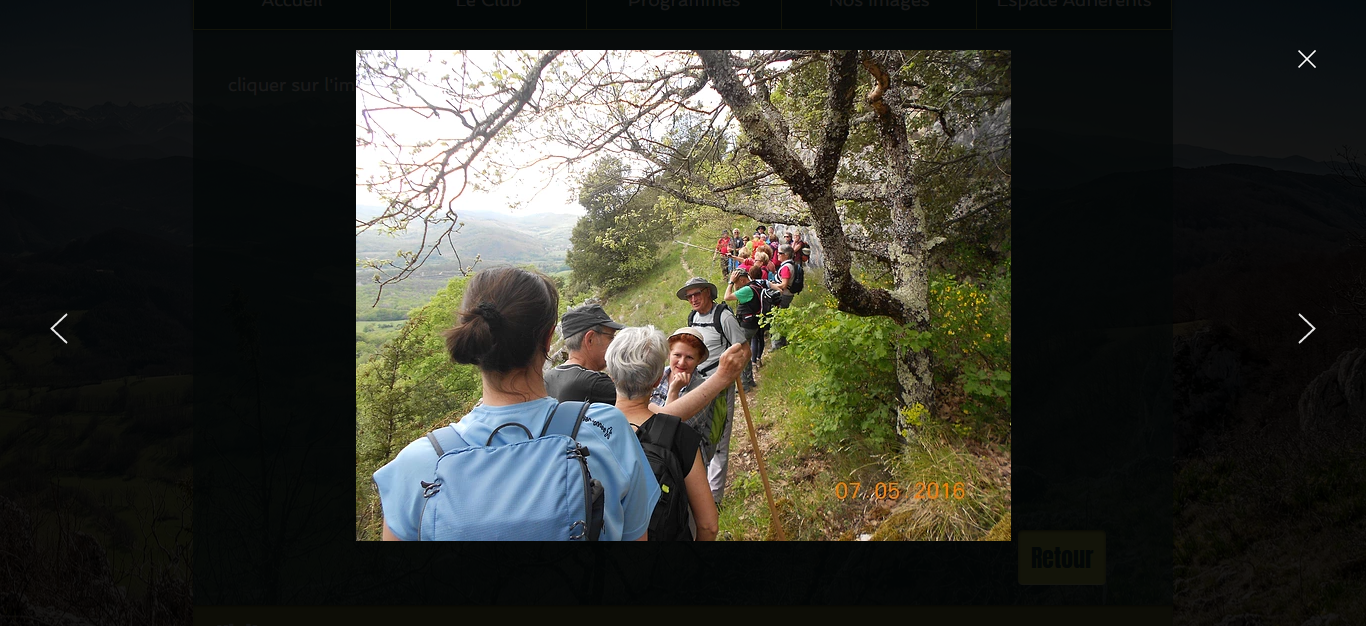 Accueil
Le Club
Programmes
Nos Images
Espace Adhérents
cliquer sur l'im
07/05/2016
Retour